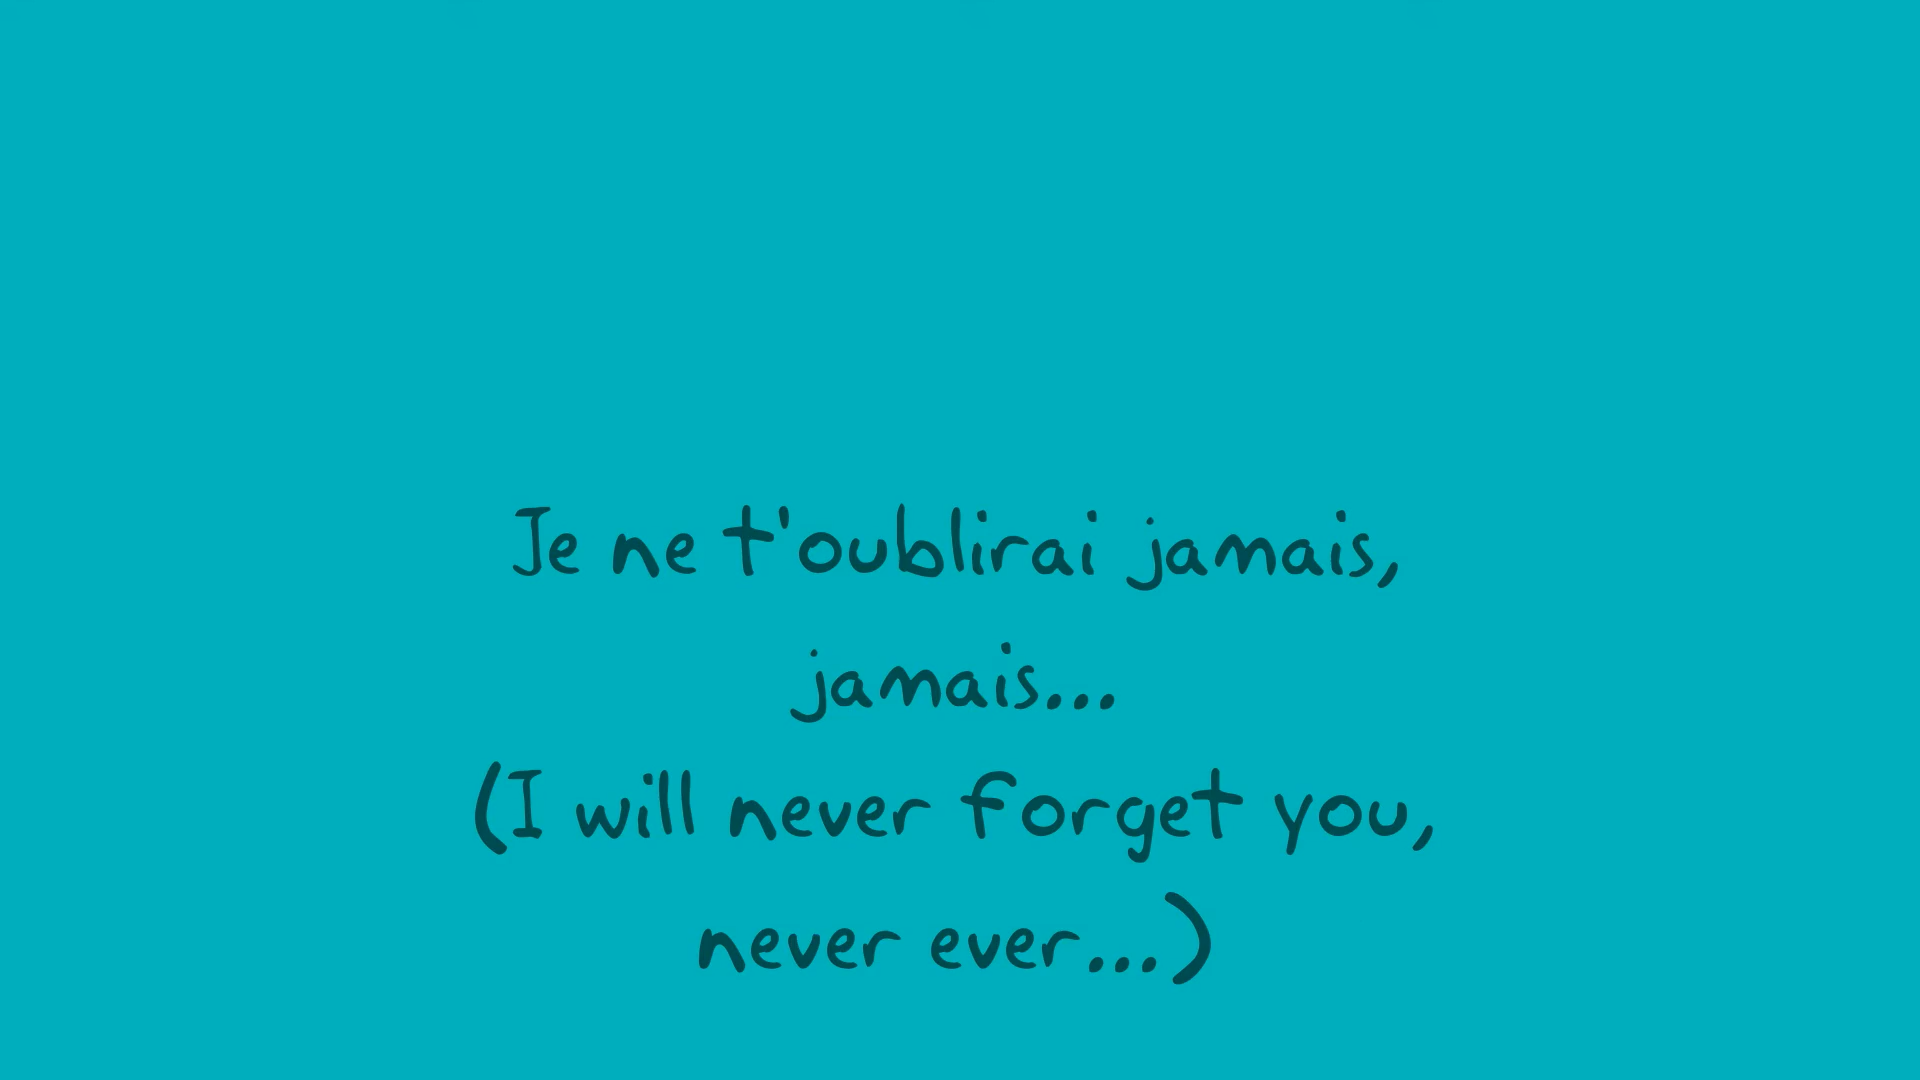 Je ne t'oublirai jamais,
jamais...
(I will never forget you,
never ever...)